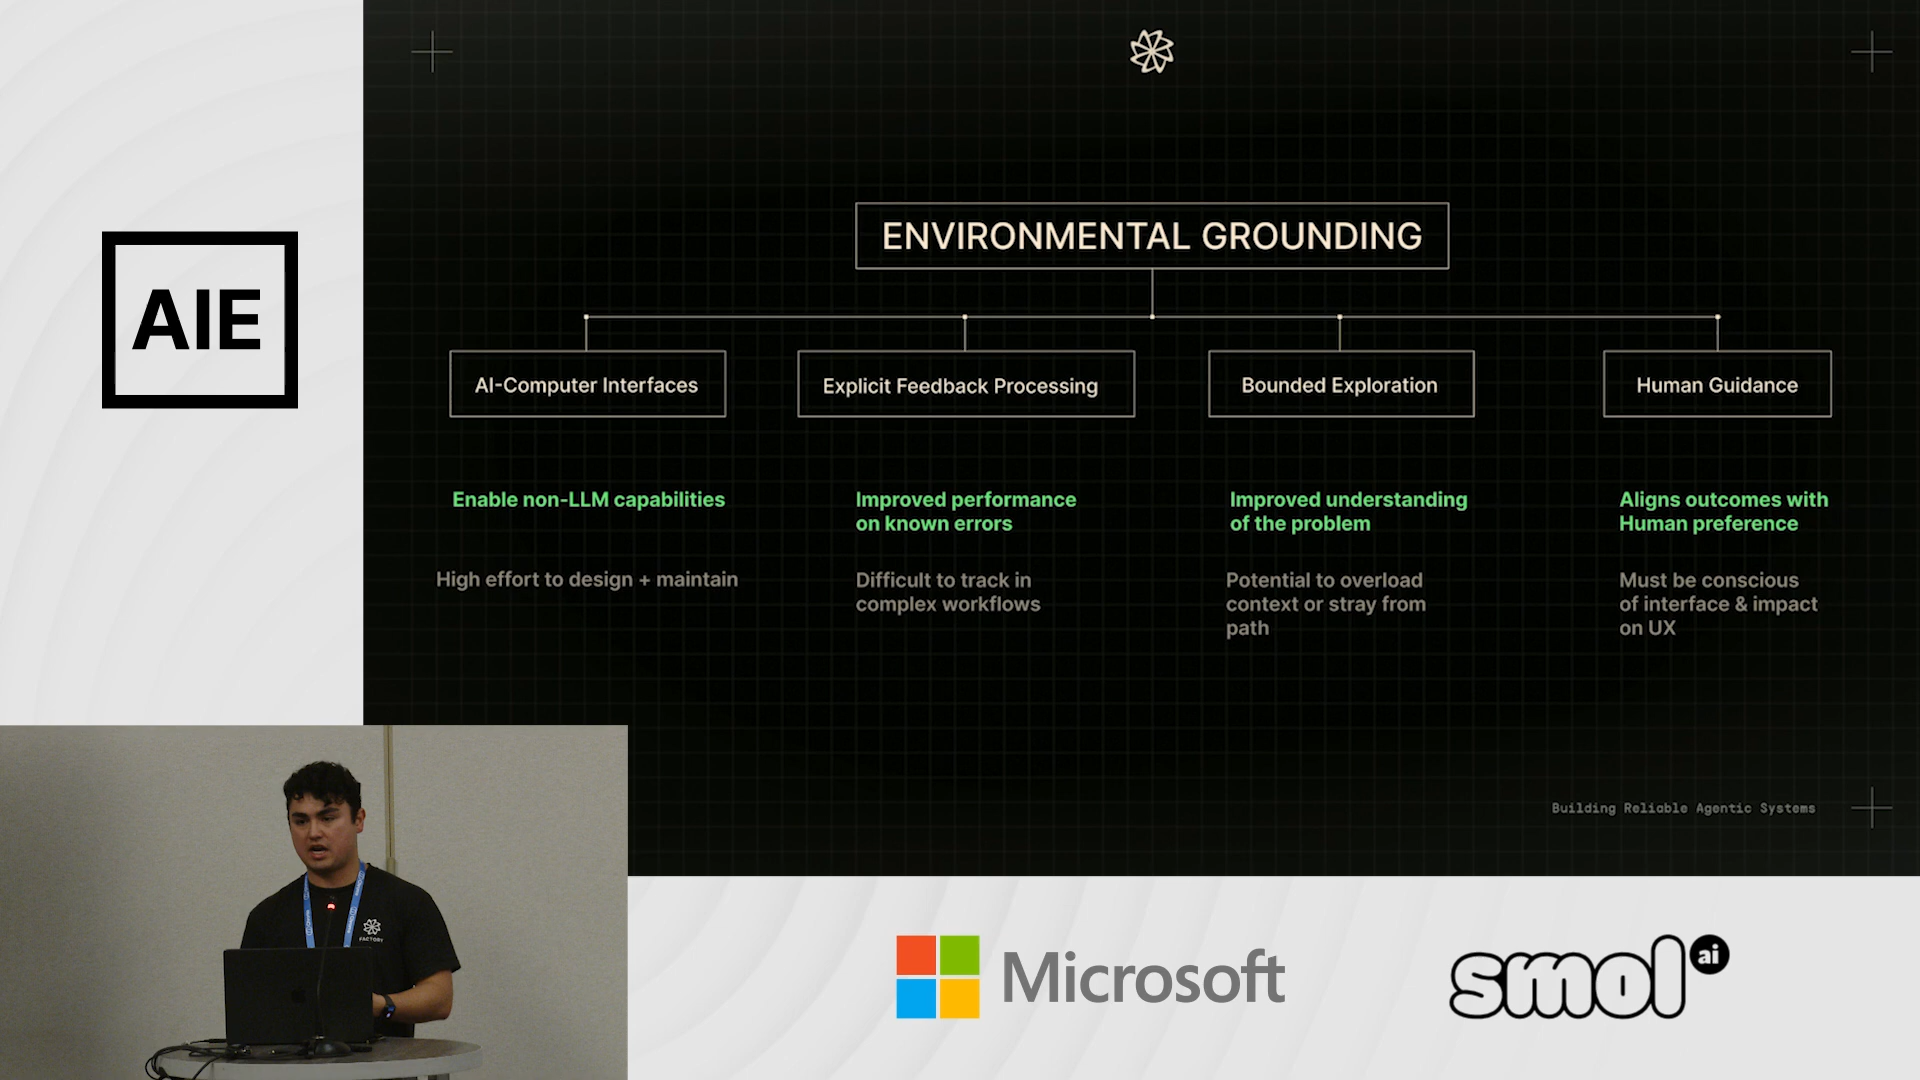 AIE
ENVIRONMENTAL GROUNDING
AI-Computer Interfaces
Explicit Feedback Processing
Bounded Exploration
Human Guidance
Enable non-LLM capabilities
Improved performance
on known errors
Improved understanding
of the problem
Aligns outcomes with
Human preference
High effort to design + maintain
Difficult to track in
complex workflows
Potential to overload
context or stray from
path
Must be conscious
of interface & impact
on UX
Building Reliable Agentic Systems
FACTORY
Microsoft
smol ai